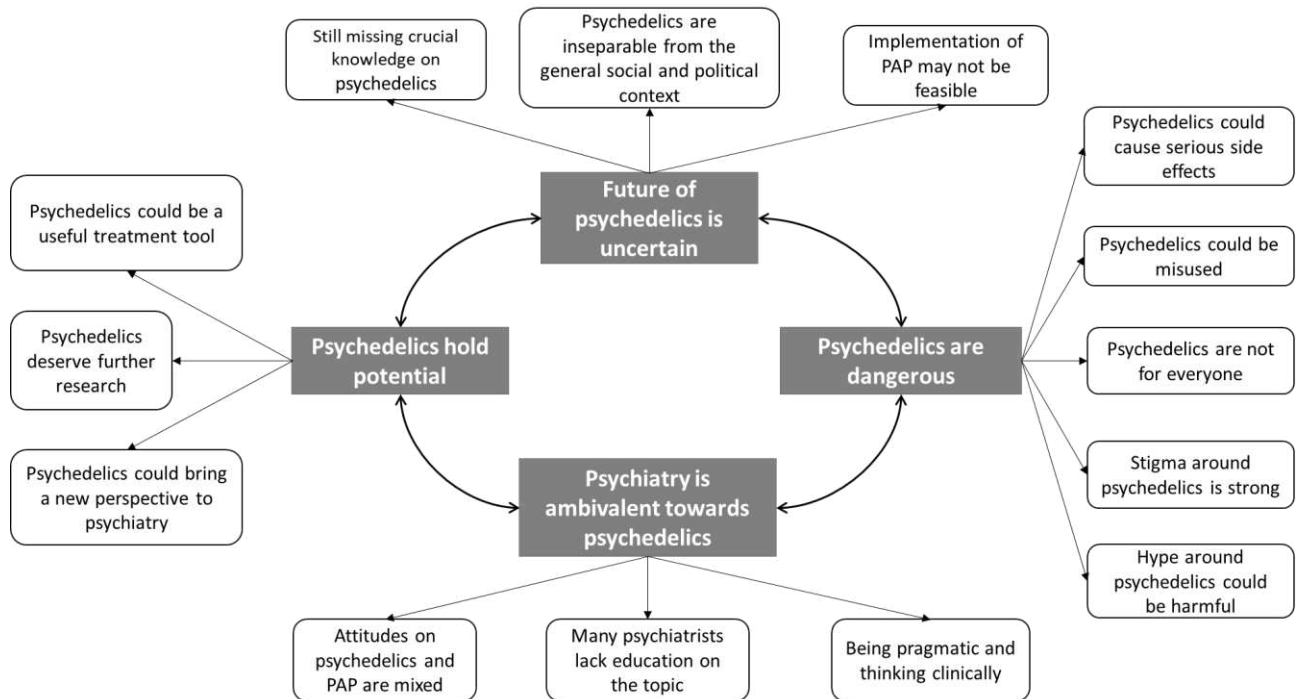 Still missing crucial
knowledge on
psychedelics
Psychedelics are
inseparable from the
general social and political
context
Implementation of
PAP may not be
feasible
Future of
psychedelics is
uncertain
Psychedelics could be a
useful treatment tool
Psychedelics
deserve further
research
Psychedelics could bring
a new perspective to
psychiatry
Psychedelics hold
potential
Psychedelics are
dangerous
Psychedelics could
cause serious side
effects
Psychedelics could be
misused
Psychedelics are not
for everyone
Stigma around
psychedelics is strong
Hype around
psychedelics could
be harmful
Psychiatry is
ambivalent towards
psychedelics
Attitudes on
psychedelics and
PAP are mixed
Many psychiatrists
lack education on
the topic
Being pragmatic and
thinking clinically